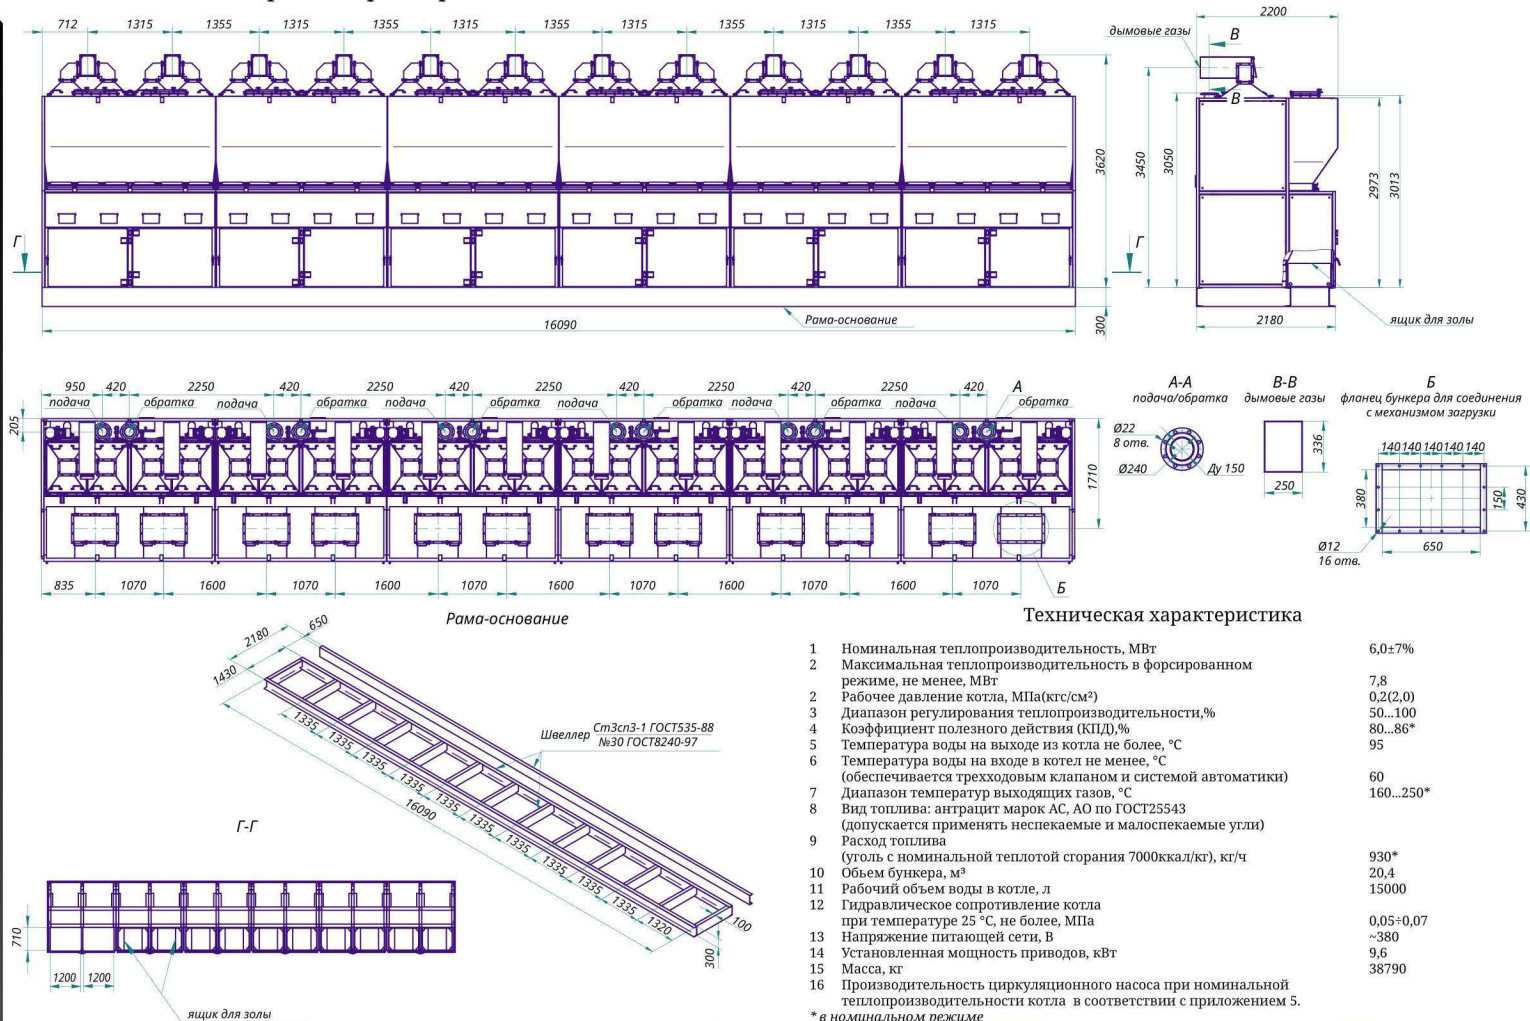 712 1315 1355 1315 1355 1315 1355 1315 1355 1315 1355 1315
2200
дымовые газы
В
В
3620
3450
3050
2973
3013
Г
Г
300
16090
Рама-основание
2180
ящик для золы
950 420 2250 420 2250 420 2250 420 2250 420 2250 420
А
подача обратка подача обратка подача обратка подача обратка подача обратка подача обратка
205
1710
835 1070 1600 1070 1600 1070 1600 1070 1600 1070 1600 1070
Б
А-А
подача/обратка
Ø22
8 отв.
Ø240
Ду 150
В-В
дымовые газы
336
250
Б
фланец бункера для соединения
с механизмом загрузки
140 140 140 140 140
380
150
430
Ø12
16 отв.
650
Рама-основание
650
2180
1430
1335
1335
1335
1335
1335
1335
1335
1335
1335
1335
1335
1320
16090
100
300
Швеллер Ст3сп3-1 ГОСТ535-88
№30 ГОСТ8240-97
Г-Г
710
1200 1200
ящик для золы
Техническая характеристика
1 Номинальная теплопроизводительность, МВт 6,0±7%
2 Максимальная теплопроизводительность в форсированном
режиме, не менее, МВт 7,8
2 Рабочее давление котла, МПа(кгс/см²) 0,2(2,0)
3 Диапазон регулирования теплопроизводительности,% 50...100
4 Коэффициент полезного действия (КПД),% 80...86*
5 Температура воды на выходе из котла не более, °С 95
6 Температура воды на входе в котел не менее, °С
(обеспечивается трехходовым клапаном и системой автоматики) 60
7 Диапазон температур выходящих газов, °С 160...250*
8 Вид топлива: антрацит марок АС, АО по ГОСТ25543
(допускается применять неспекаемые и малоспекаемые угли)
9 Расход топлива
(уголь с номинальной теплотой сгорания 7000ккал/кг), кг/ч 930*
10 Обьем бункера, м³ 20,4
11 Рабочий объем воды в котле, л 15000
12 Гидравлическое сопротивление котла
при температуре 25 °С, не более, МПа 0,05÷0,07
13 Напряжение питающей сети, В ~380
14 Установленная мощность приводов, кВт 9,6
15 Масса, кг 38790
16 Производительность циркуляционного насоса при номинальной
теплопроизводительности котла в соответствии с приложением 5.
* в номинальном режиме